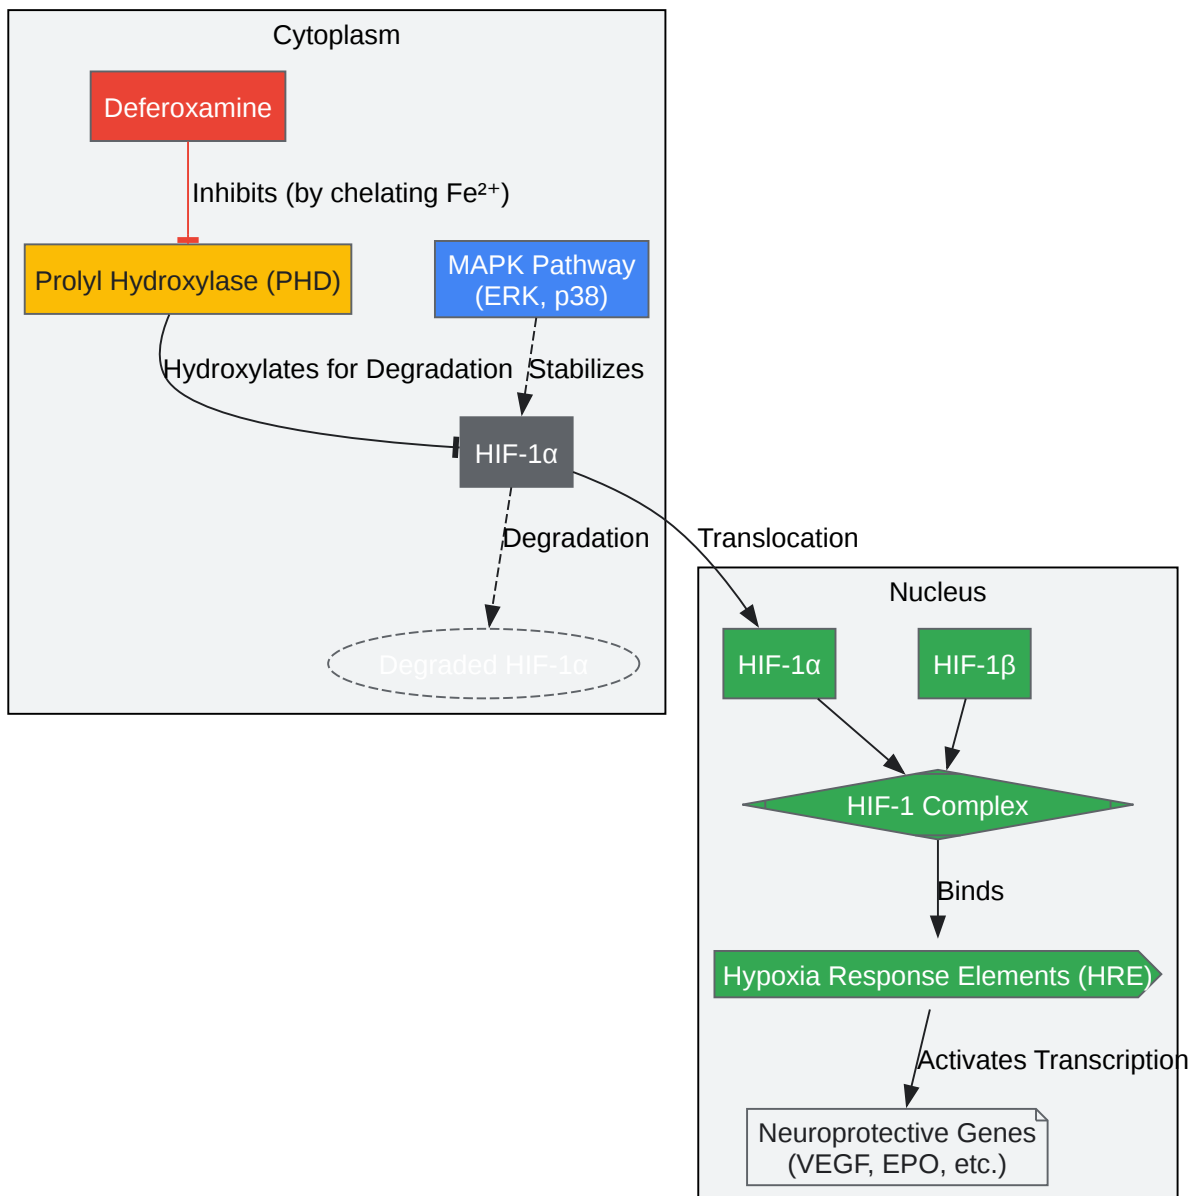 Cytoplasm
Deferoxamine
Inhibits (by chelating Fe²⁺)
Prolyl Hydroxylase (PHD)
MAPK Pathway
(ERK, p38)
Hydroxylates for Degradation
Stabilizes
HIF-1α
Degradation
Translocation
Degraded HIF-1α
Nucleus
HIF-1α
HIF-1β
HIF-1 Complex
Binds
Hypoxia Response Elements (HRE)
Activates Transcription
Neuroprotective Genes
(VEGF, EPO, etc.)